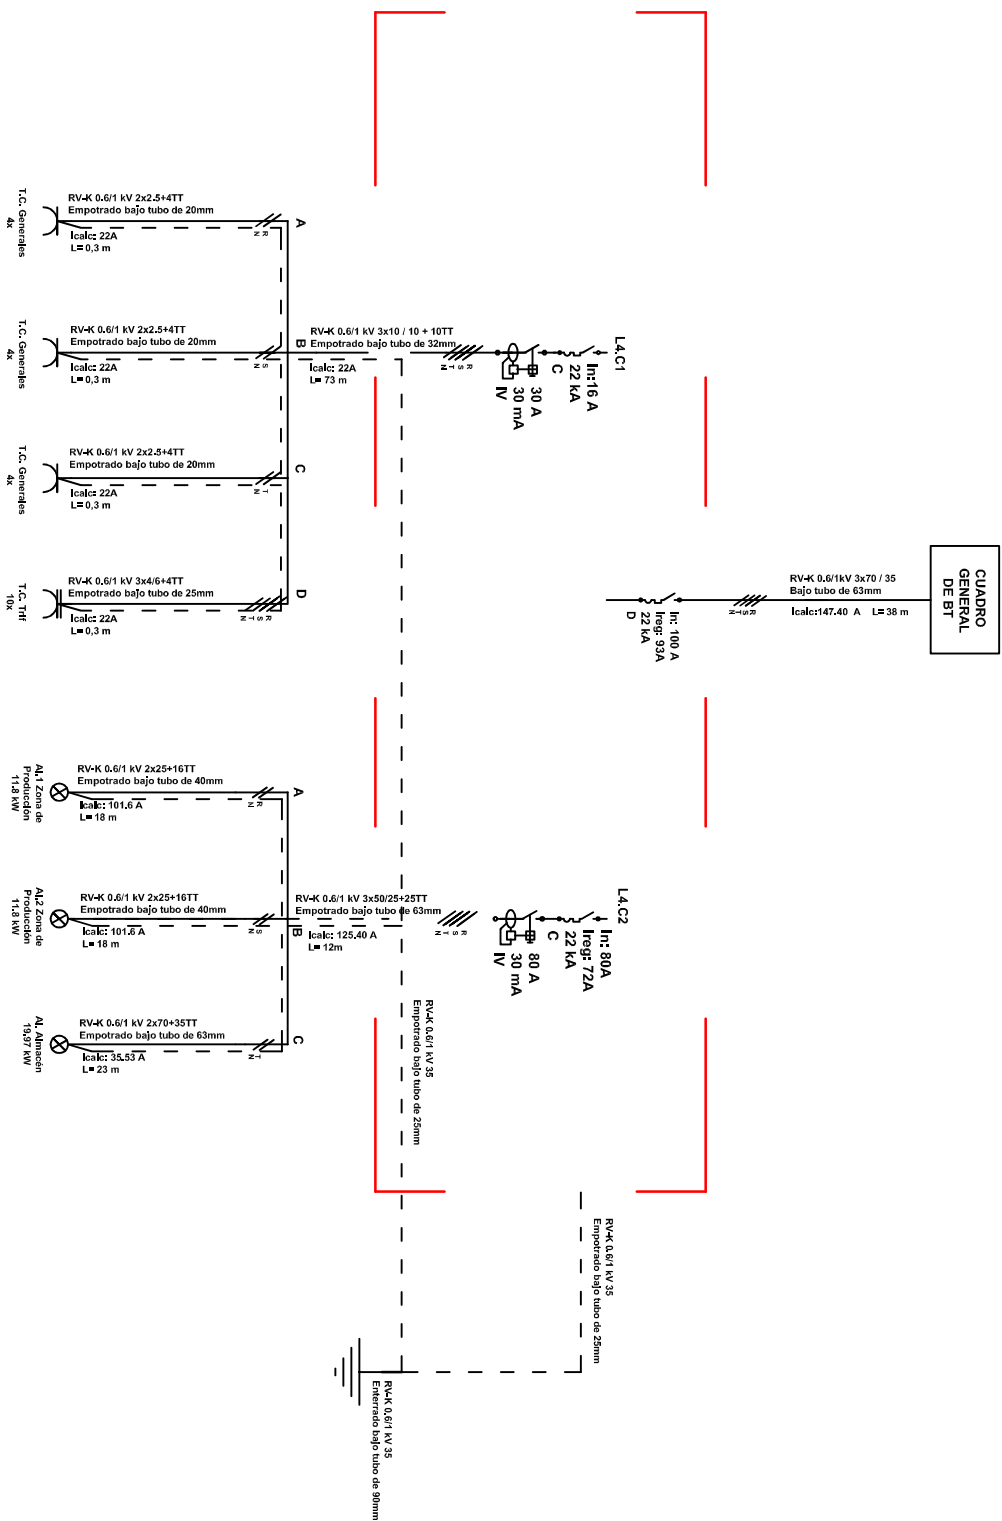 CUADRO
GENERAL
DE BT
RV-K 0.6/1kV 3x70 / 35
Bajo tubo de 63mm
Icalc:147.40 A L= 38 m
R
S
T
N
In: 100 A
Ireg: 93A
22 kA
D
L4.C1
In:16 A
22 kA
C
30 A
30 mA
IV
R
S
T
N
RV-K 0.6/1 kV 3x10 / 10 + 10TT
Empotrado bajo tubo de 32mm
Icalc: 22A
L= 73 m
A
RV-K 0.6/1 kV 2x2.5+4TT
Empotrado bajo tubo de 20mm
Icalc: 22A
L= 0,3 m
R
N
T.C. Generales
4x
B
RV-K 0.6/1 kV 2x2.5+4TT
Empotrado bajo tubo de 20mm
Icalc: 22A
L= 0,3 m
S
N
T.C. Generales
4x
C
RV-K 0.6/1 kV 2x2.5+4TT
Empotrado bajo tubo de 20mm
Icalc: 22A
L= 0,3 m
T
N
T.C. Generales
4x
D
RV-K 0.6/1 kV 3x4/6+4TT
Empotrado bajo tubo de 25mm
Icalc: 22A
L= 0,3 m
R
S
T
N
T.C. Trif
10x
L4.C2
In: 80A
Ireg: 72A
22 kA
C
80 A
30 mA
IV
R
S
T
N
RV-K 0.6/1 kV 3x50/25+25TT
Empotrado bajo tubo de 63mm
Icalc: 125.40 A
L= 12m
A
RV-K 0.6/1 kV 2x25+16TT
Empotrado bajo tubo de 40mm
Icalc: 101.6 A
L= 18 m
R
N
Al.1 Zona de
Producción
11.8 kW
B
RV-K 0.6/1 kV 2x25+16TT
Empotrado bajo tubo de 40mm
Icalc: 101.6 A
L= 18 m
S
N
Al.2 Zona de
Producción
11.8 kW
C
RV-K 0.6/1 kV 2x70+35TT
Empotrado bajo tubo de 63mm
Icalc: 35.53 A
L= 23 m
T
N
Al. Almacén
19.97 kW
RV-K 0.6/1 kV 35
Empotrado bajo tubo de 25mm
RV-K 0.6/1 kV 35
Empotrado bajo tubo de 25mm
RV-K 0.6/1 kV 35
Enterrado bajo tubo de 90mm